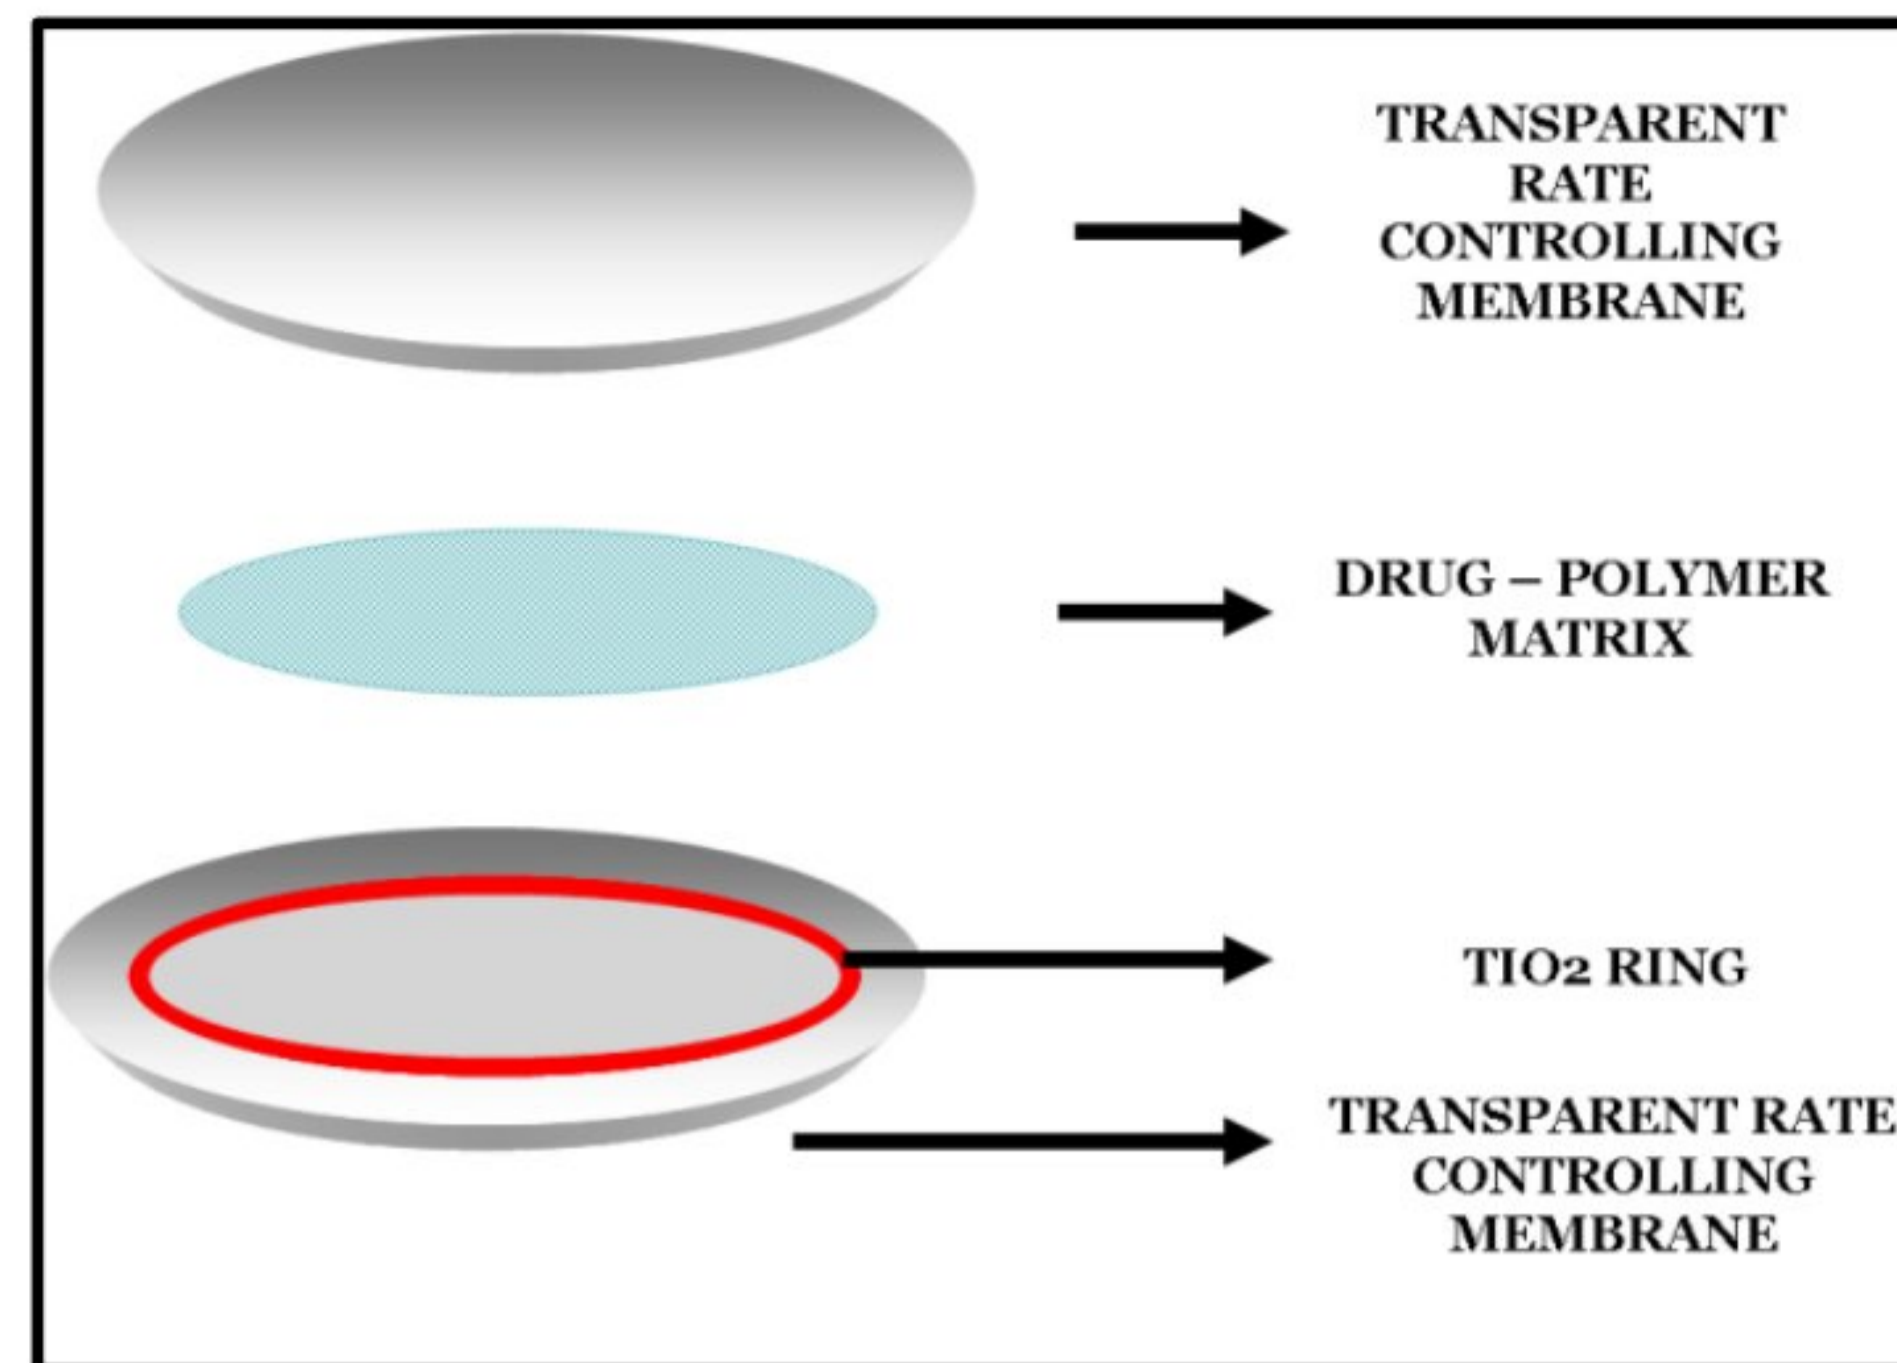 TRANSPARENT
RATE
CONTROLLING
MEMBRANE
DRUG – POLYMER
MATRIX
TIO2 RING
TRANSPARENT RATE
CONTROLLING
MEMBRANE